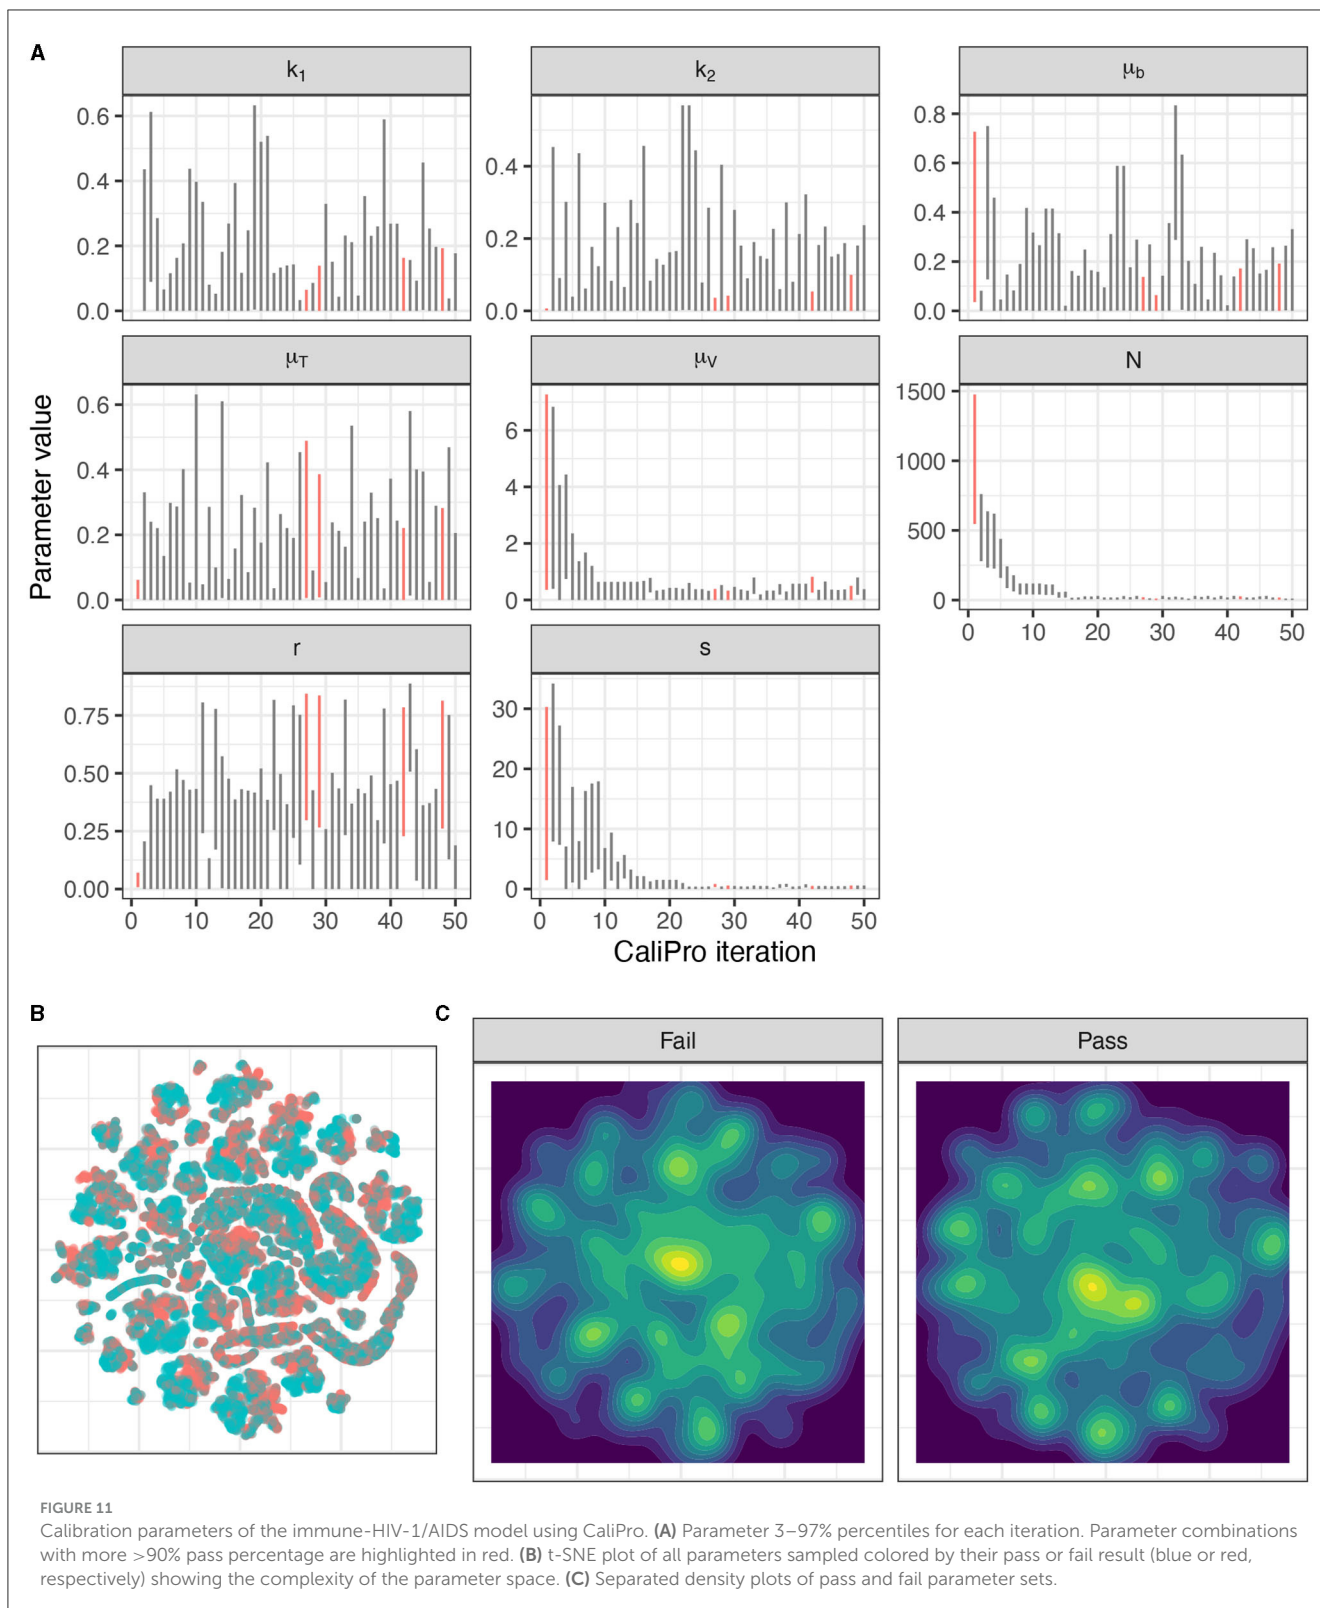 A
k1
k2
μb
0.6
0.4
0.2
0.0
0.4
0.2
0.0
0.8
0.6
0.4
0.2
0.0
μT
μV
N
0.6
0.4
0.2
0.0
6
4
2
0
1500
1000
500
0
0 10 20 30 40 50
Parameter value
r
s
0.75
0.50
0.25
0.00
30
20
10
0
0 10 20 30 40 50
0 10 20 30 40 50
CaliPro iteration
B
C
Fail
Pass
FIGURE 11
Calibration parameters of the immune-HIV-1/AIDS model using CaliPro. (A) Parameter 3–97% percentiles for each iteration. Parameter combinations
with more >90% pass percentage are highlighted in red. (B) t-SNE plot of all parameters sampled colored by their pass or fail result (blue or red,
respectively) showing the complexity of the parameter space. (C) Separated density plots of pass and fail parameter sets.